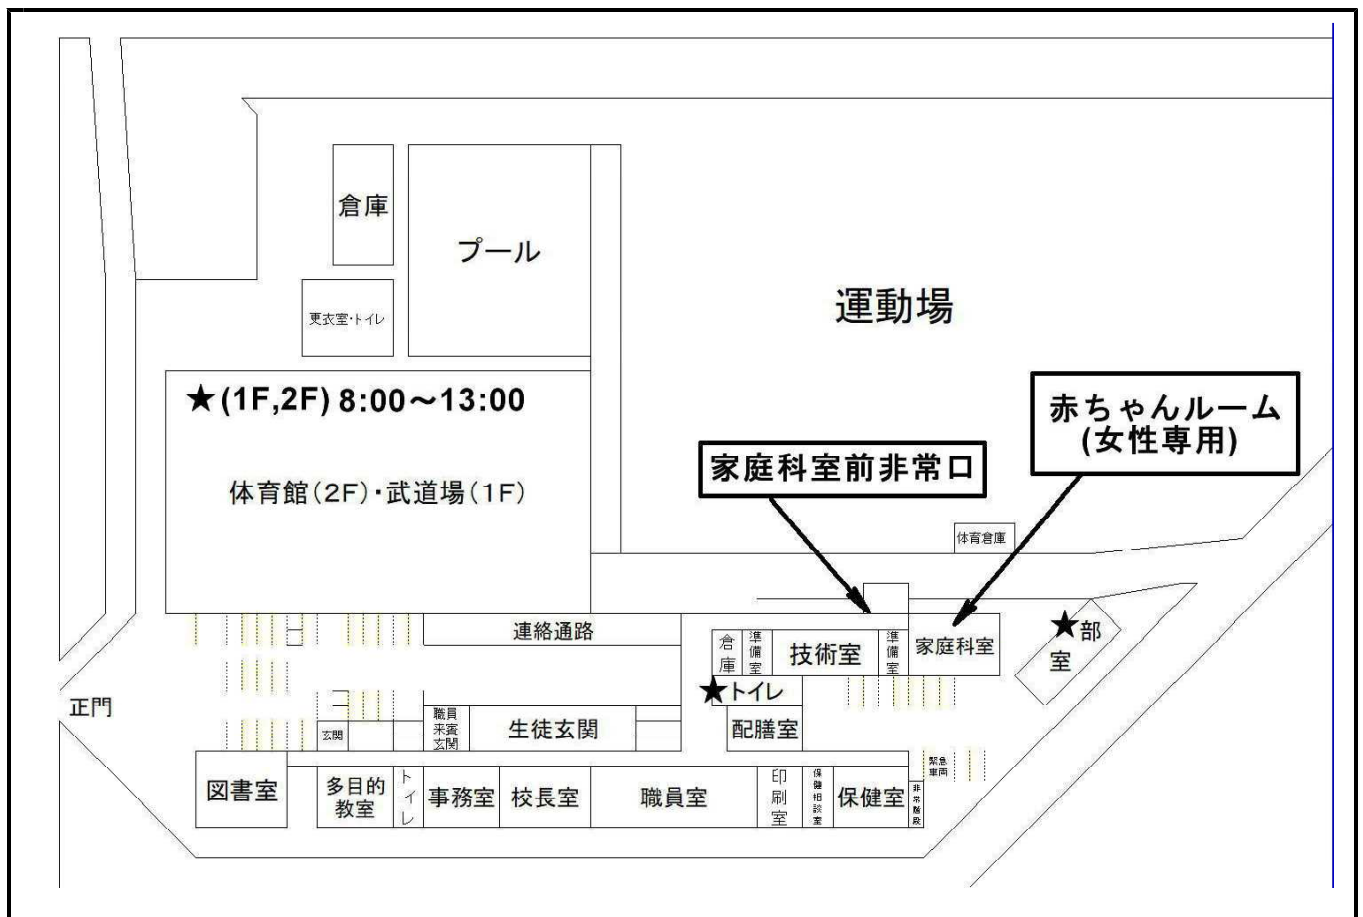 倉庫
プール
更衣室・トイレ
運動場
★(1F,2F) 8:00～13:00
体育館(2F)・武道場(1F)
赤ちゃんルーム
(女性専用)
家庭科室前非常口
体育倉庫
連絡通路
倉庫
準備室
技術室
準備室
家庭科室
★部室
★トイレ
正門
職員
来賓
玄関
生徒玄関
配膳室
玄関
図書室
多目的
教室
トイレ
事務室
校長室
職員室
印刷室
保健相談室
保健室
非常階段
緊急
車両